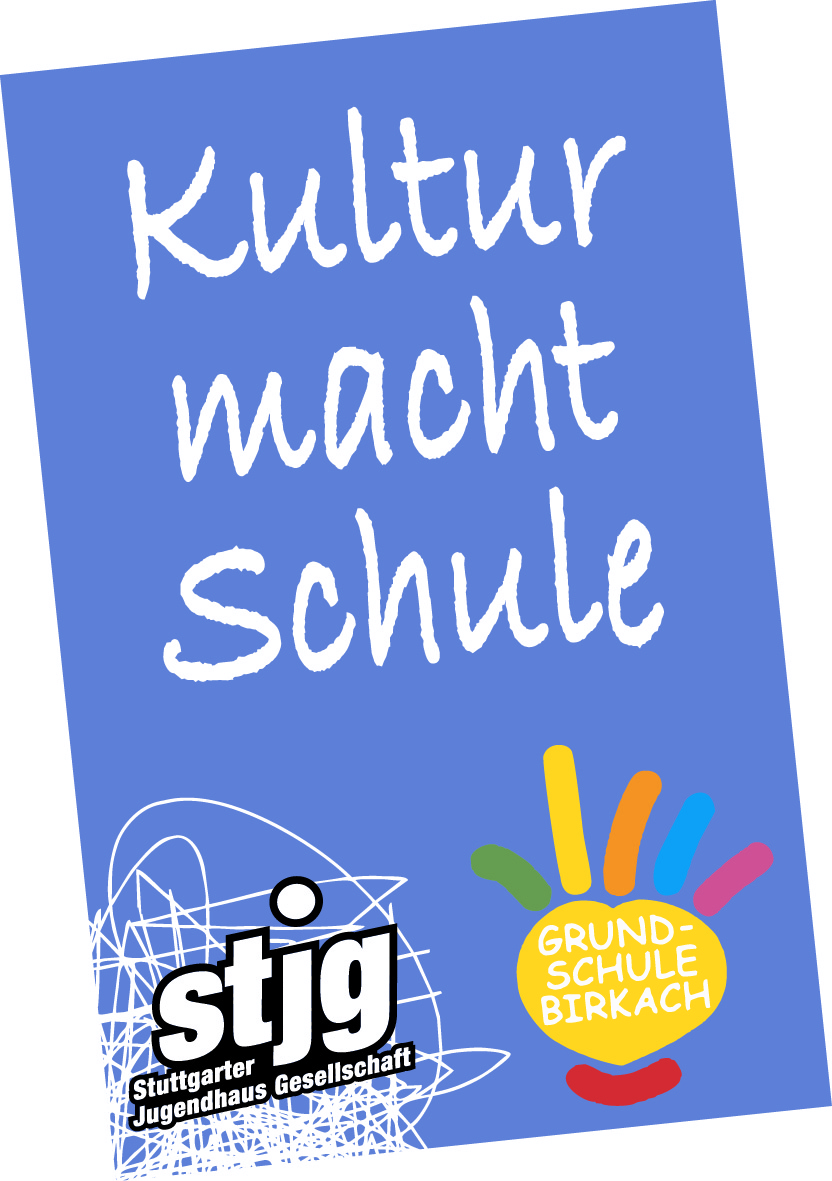 Kultur
macht
Schule
stjg
Stuttgarter
Jugendhaus Gesellschaft
GRUND-
SCHULE
BIRKACH